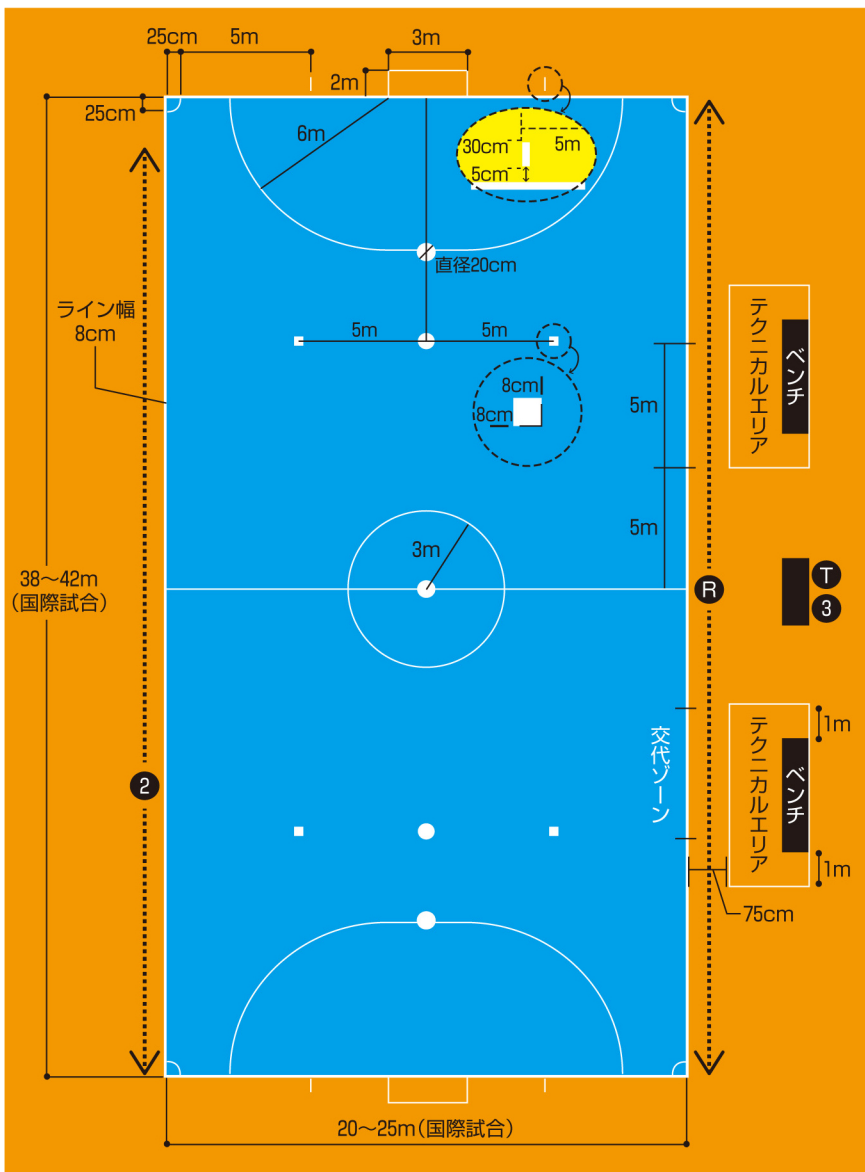 25cm
5m
3m
2m
25cm
6m
30cm
5m
5cm
直径20cm
ライン幅
8cm
5m
5m
8cm
8cm
テクニカルエリア
ベンチ
5m
5m
3m
38〜42m
(国際試合)
R
T
3
2
交代ゾーン
テクニカルエリア
ベンチ
1m
1m
75cm
20〜25m(国際試合)